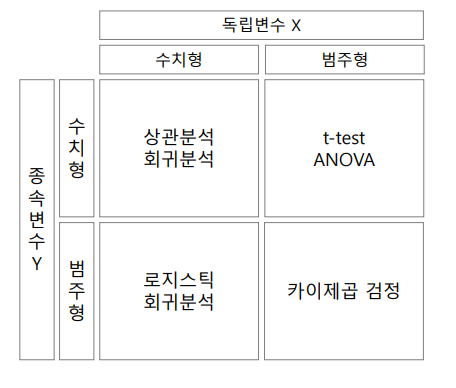 독립변수 X
수치형
범주형
종속변수 Y
수치형
상관분석
회귀분석
t-test
ANOVA
범주형
로지스틱
회귀분석
카이제곱 검정